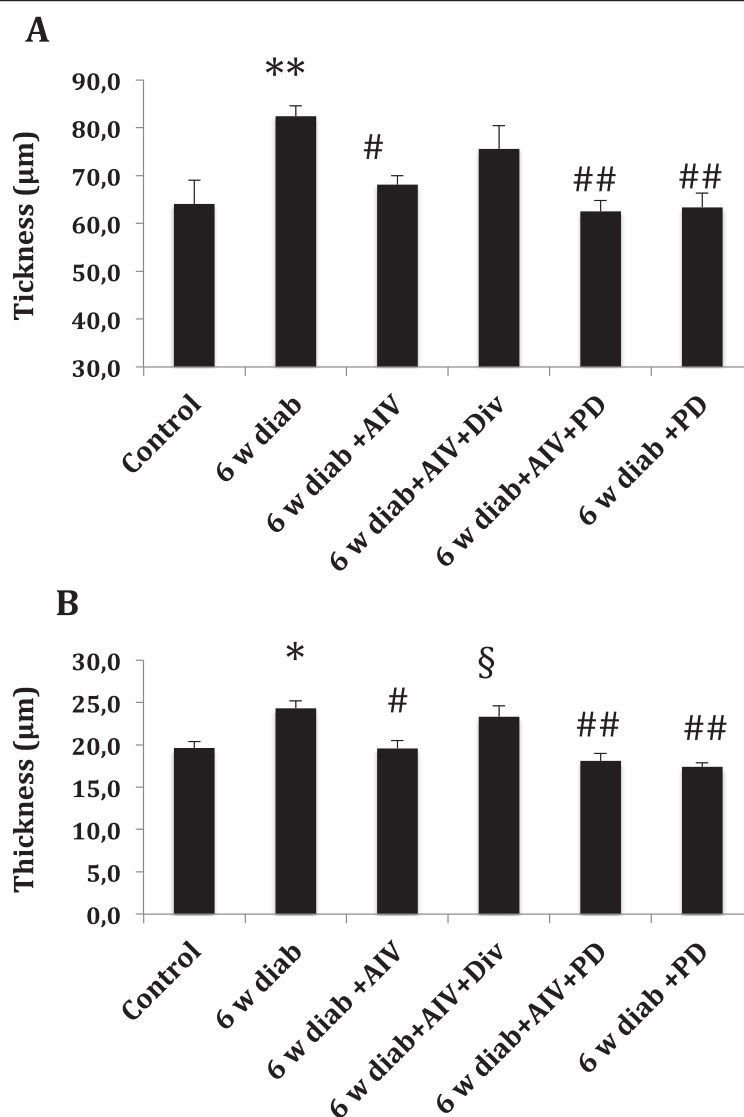 A
**
90,0
80,0
#
70,0
##
##
60,0
50,0
40,0
30,0
Tickness (µm)
Control
6 w diab
6 w diab +AIV
6 w diab+AIV+Div
6 w diab+AIV+PD
6 w diab +PD
B
30,0
*
§
25,0
#
##
##
20,0
15,0
10,0
5,0
0,0
Thickness (µm)
Control
6 w diab
6 w diab +AIV
6 w diab+AIV+Div
6 w diab+AIV+PD
6 w diab +PD